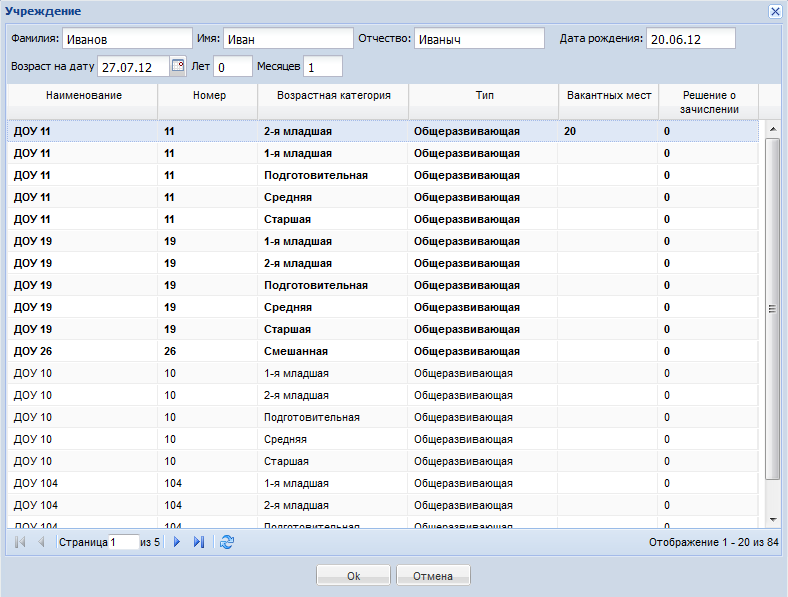 Учреждение
Фамилия: Иванов Имя: Иван Отчество: Иваныч Дата рождения: 20.06.12
Возраст на дату 27.07.12 Лет 0 Месяцев 1
Наименование Номер Возрастная категория Тип Вакантных мест Решение о зачислении
ДОУ 11 11 2-я младшая Общеразвивающая 20 0
ДОУ 11 11 1-я младшая Общеразвивающая 0
ДОУ 11 11 Подготовительная Общеразвивающая 0
ДОУ 11 11 Средняя Общеразвивающая 0
ДОУ 11 11 Старшая Общеразвивающая 0
ДОУ 19 19 1-я младшая Общеразвивающая 0
ДОУ 19 19 2-я младшая Общеразвивающая 0
ДОУ 19 19 Подготовительная Общеразвивающая 0
ДОУ 19 19 Средняя Общеразвивающая 0
ДОУ 19 19 Старшая Общеразвивающая 0
ДОУ 26 26 Смешанная Общеразвивающая 0
ДОУ 10 10 1-я младшая Общеразвивающая 0
ДОУ 10 10 2-я младшая Общеразвивающая 0
ДОУ 10 10 Подготовительная Общеразвивающая 0
ДОУ 10 10 Средняя Общеразвивающая 0
ДОУ 10 10 Старшая Общеразвивающая 0
ДОУ 104 104 1-я младшая Общеразвивающая 0
ДОУ 104 104 2-я младшая Общеразвивающая 0
ДОУ 104 104 Подготовительная Общеразвивающая 0
Страница 1 из 5 Отображение 1 - 20 из 84
Ok Отмена